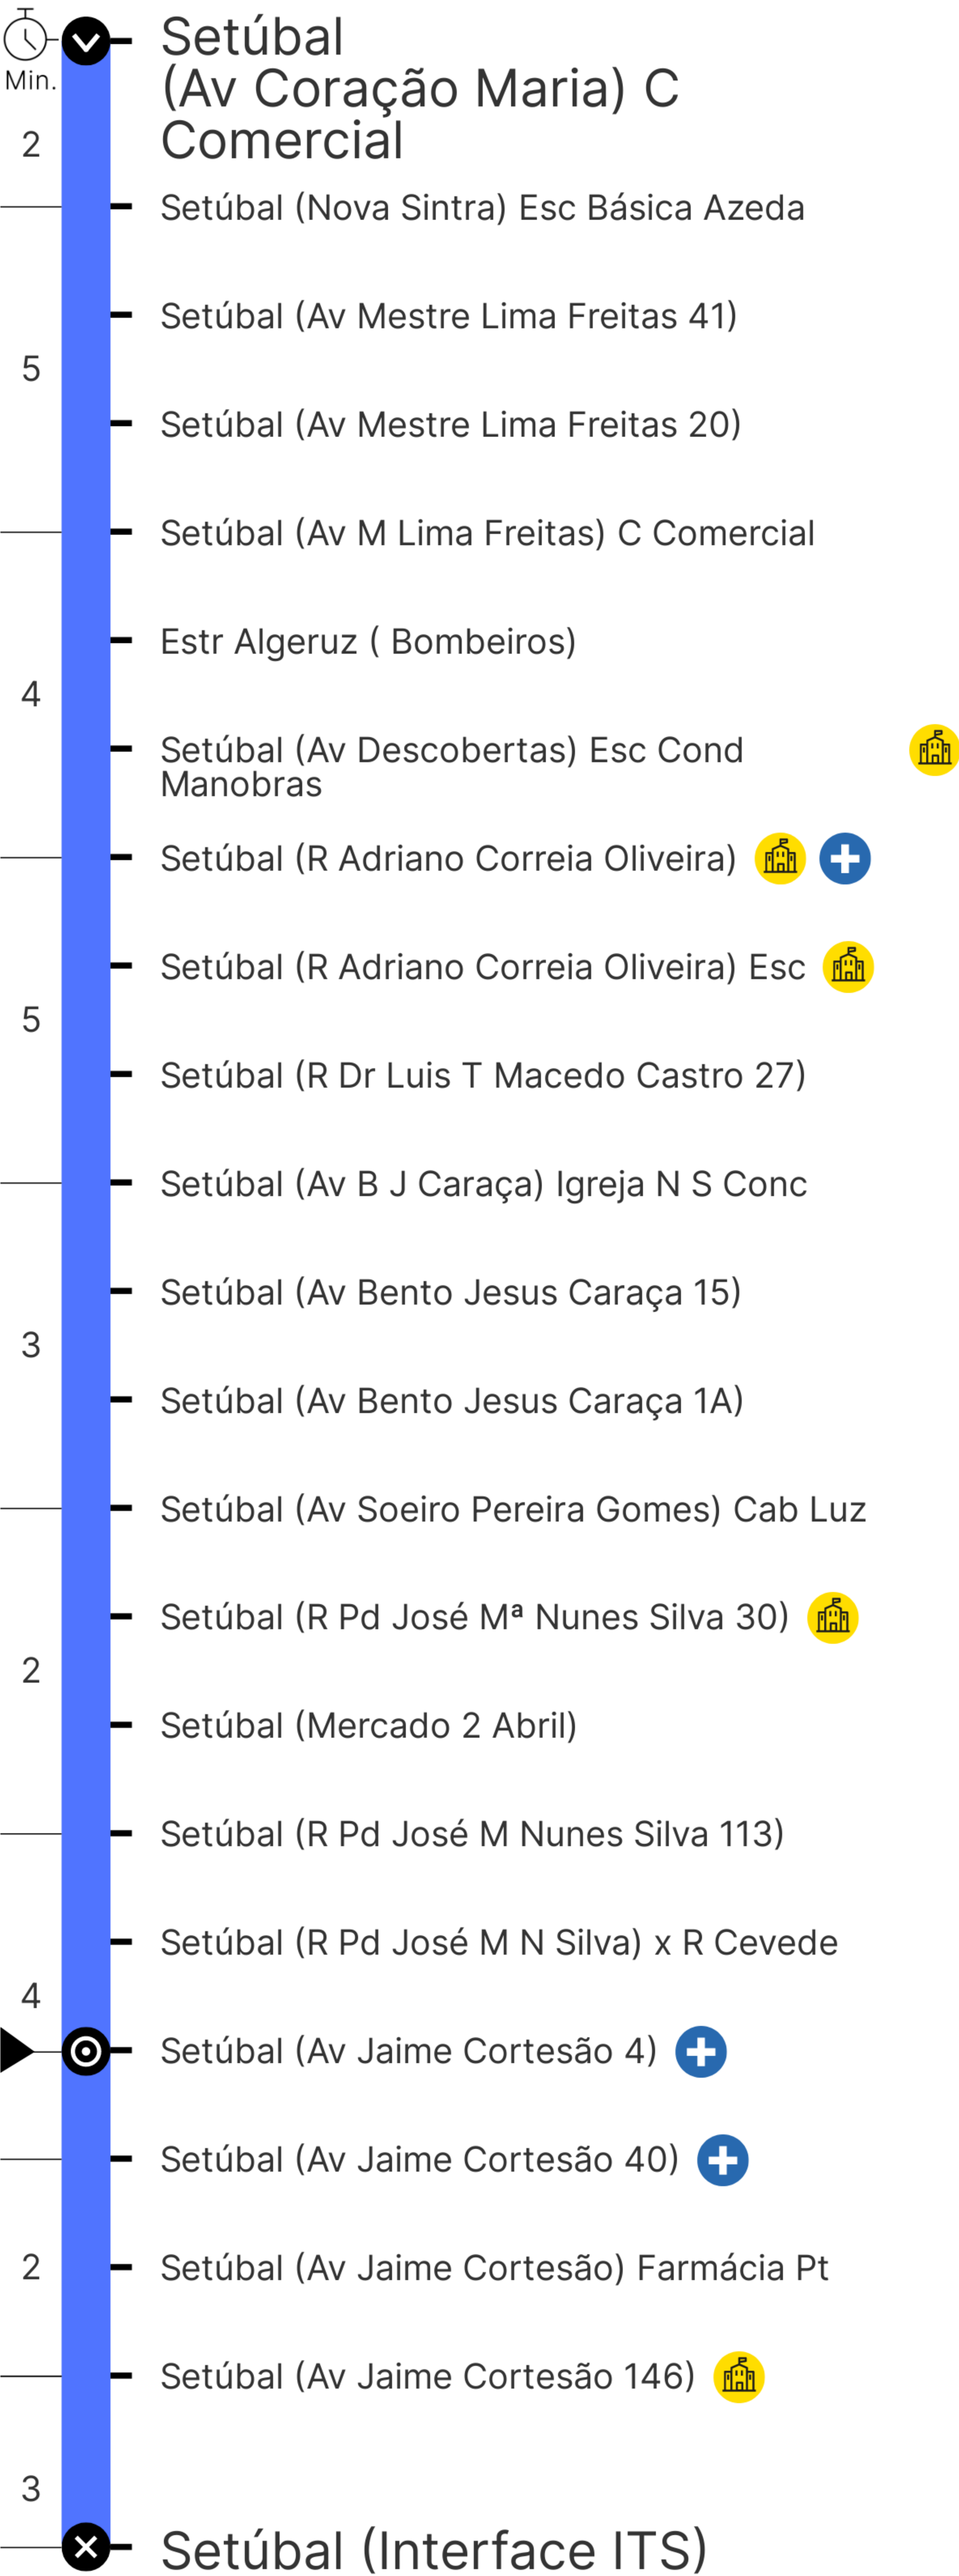 Min.
Setúbal
(Av Coração Maria) C
Comercial
2
Setúbal (Nova Sintra) Esc Básica Azeda
Setúbal (Av Mestre Lima Freitas 41)
5
Setúbal (Av Mestre Lima Freitas 20)
Setúbal (Av M Lima Freitas) C Comercial
Estr Algeruz ( Bombeiros)
4
Setúbal (Av Descobertas) Esc Cond
Manobras
Setúbal (R Adriano Correia Oliveira)
Setúbal (R Adriano Correia Oliveira) Esc
5
Setúbal (R Dr Luis T Macedo Castro 27)
Setúbal (Av B J Caraça) Igreja N S Conc
Setúbal (Av Bento Jesus Caraça 15)
3
Setúbal (Av Bento Jesus Caraça 1A)
Setúbal (Av Soeiro Pereira Gomes) Cab Luz
Setúbal (R Pd José Mª Nunes Silva 30)
2
Setúbal (Mercado 2 Abril)
Setúbal (R Pd José M Nunes Silva 113)
Setúbal (R Pd José M N Silva) x R Cevede
4
Setúbal (Av Jaime Cortesão 4)
Setúbal (Av Jaime Cortesão 40)
2
Setúbal (Av Jaime Cortesão) Farmácia Pt
Setúbal (Av Jaime Cortesão 146)
3
Setúbal (Interface ITS)